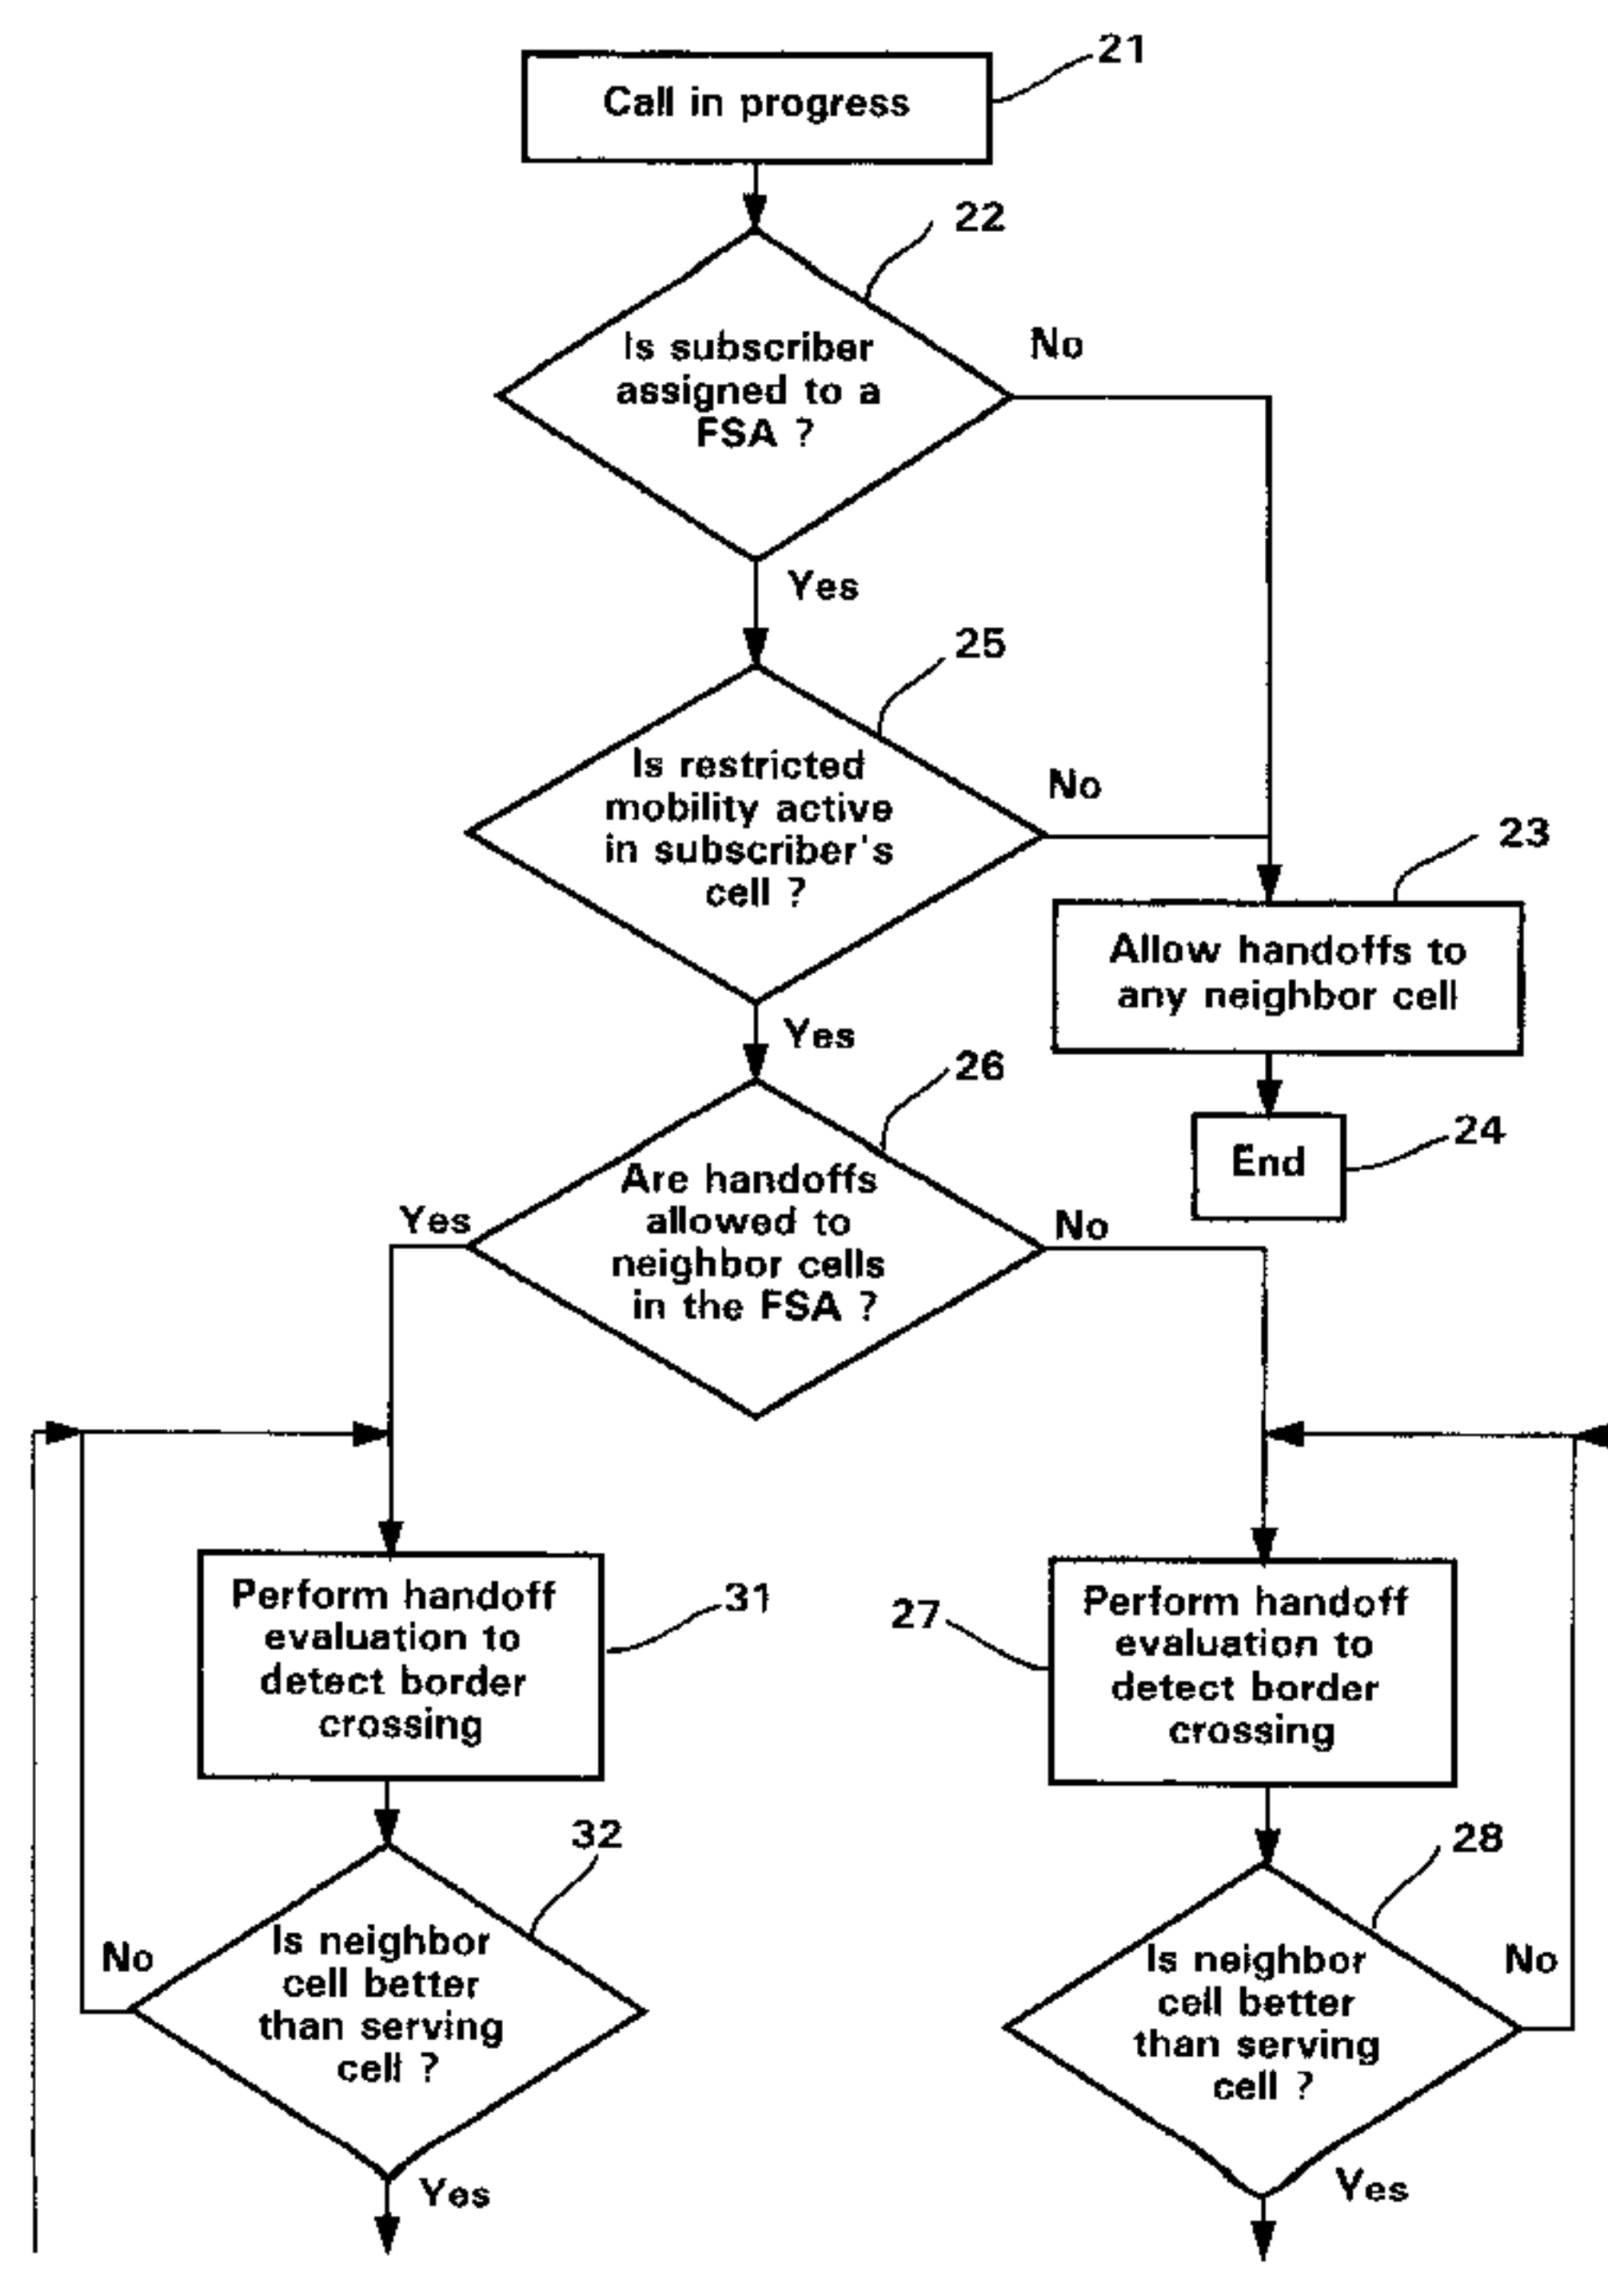 21
Call in progress
22
Is subscriber
assigned to a
FSA ?
No
Yes
25
Is restricted
mobility active
in subscriber's
cell ?
No
23
Allow handoffs to
any neighbor cell
Yes
26
24
End
Are handoffs
allowed to
neighbor cells
in the FSA ?
Yes
No
Perform handoff
evaluation to
detect border
crossing
31
27
Perform handoff
evaluation to
detect border
crossing
32
28
Is neighbor
cell better
than serving
cell ?
No
Is neighbor
cell better
than serving
cell ?
No
Yes
Yes